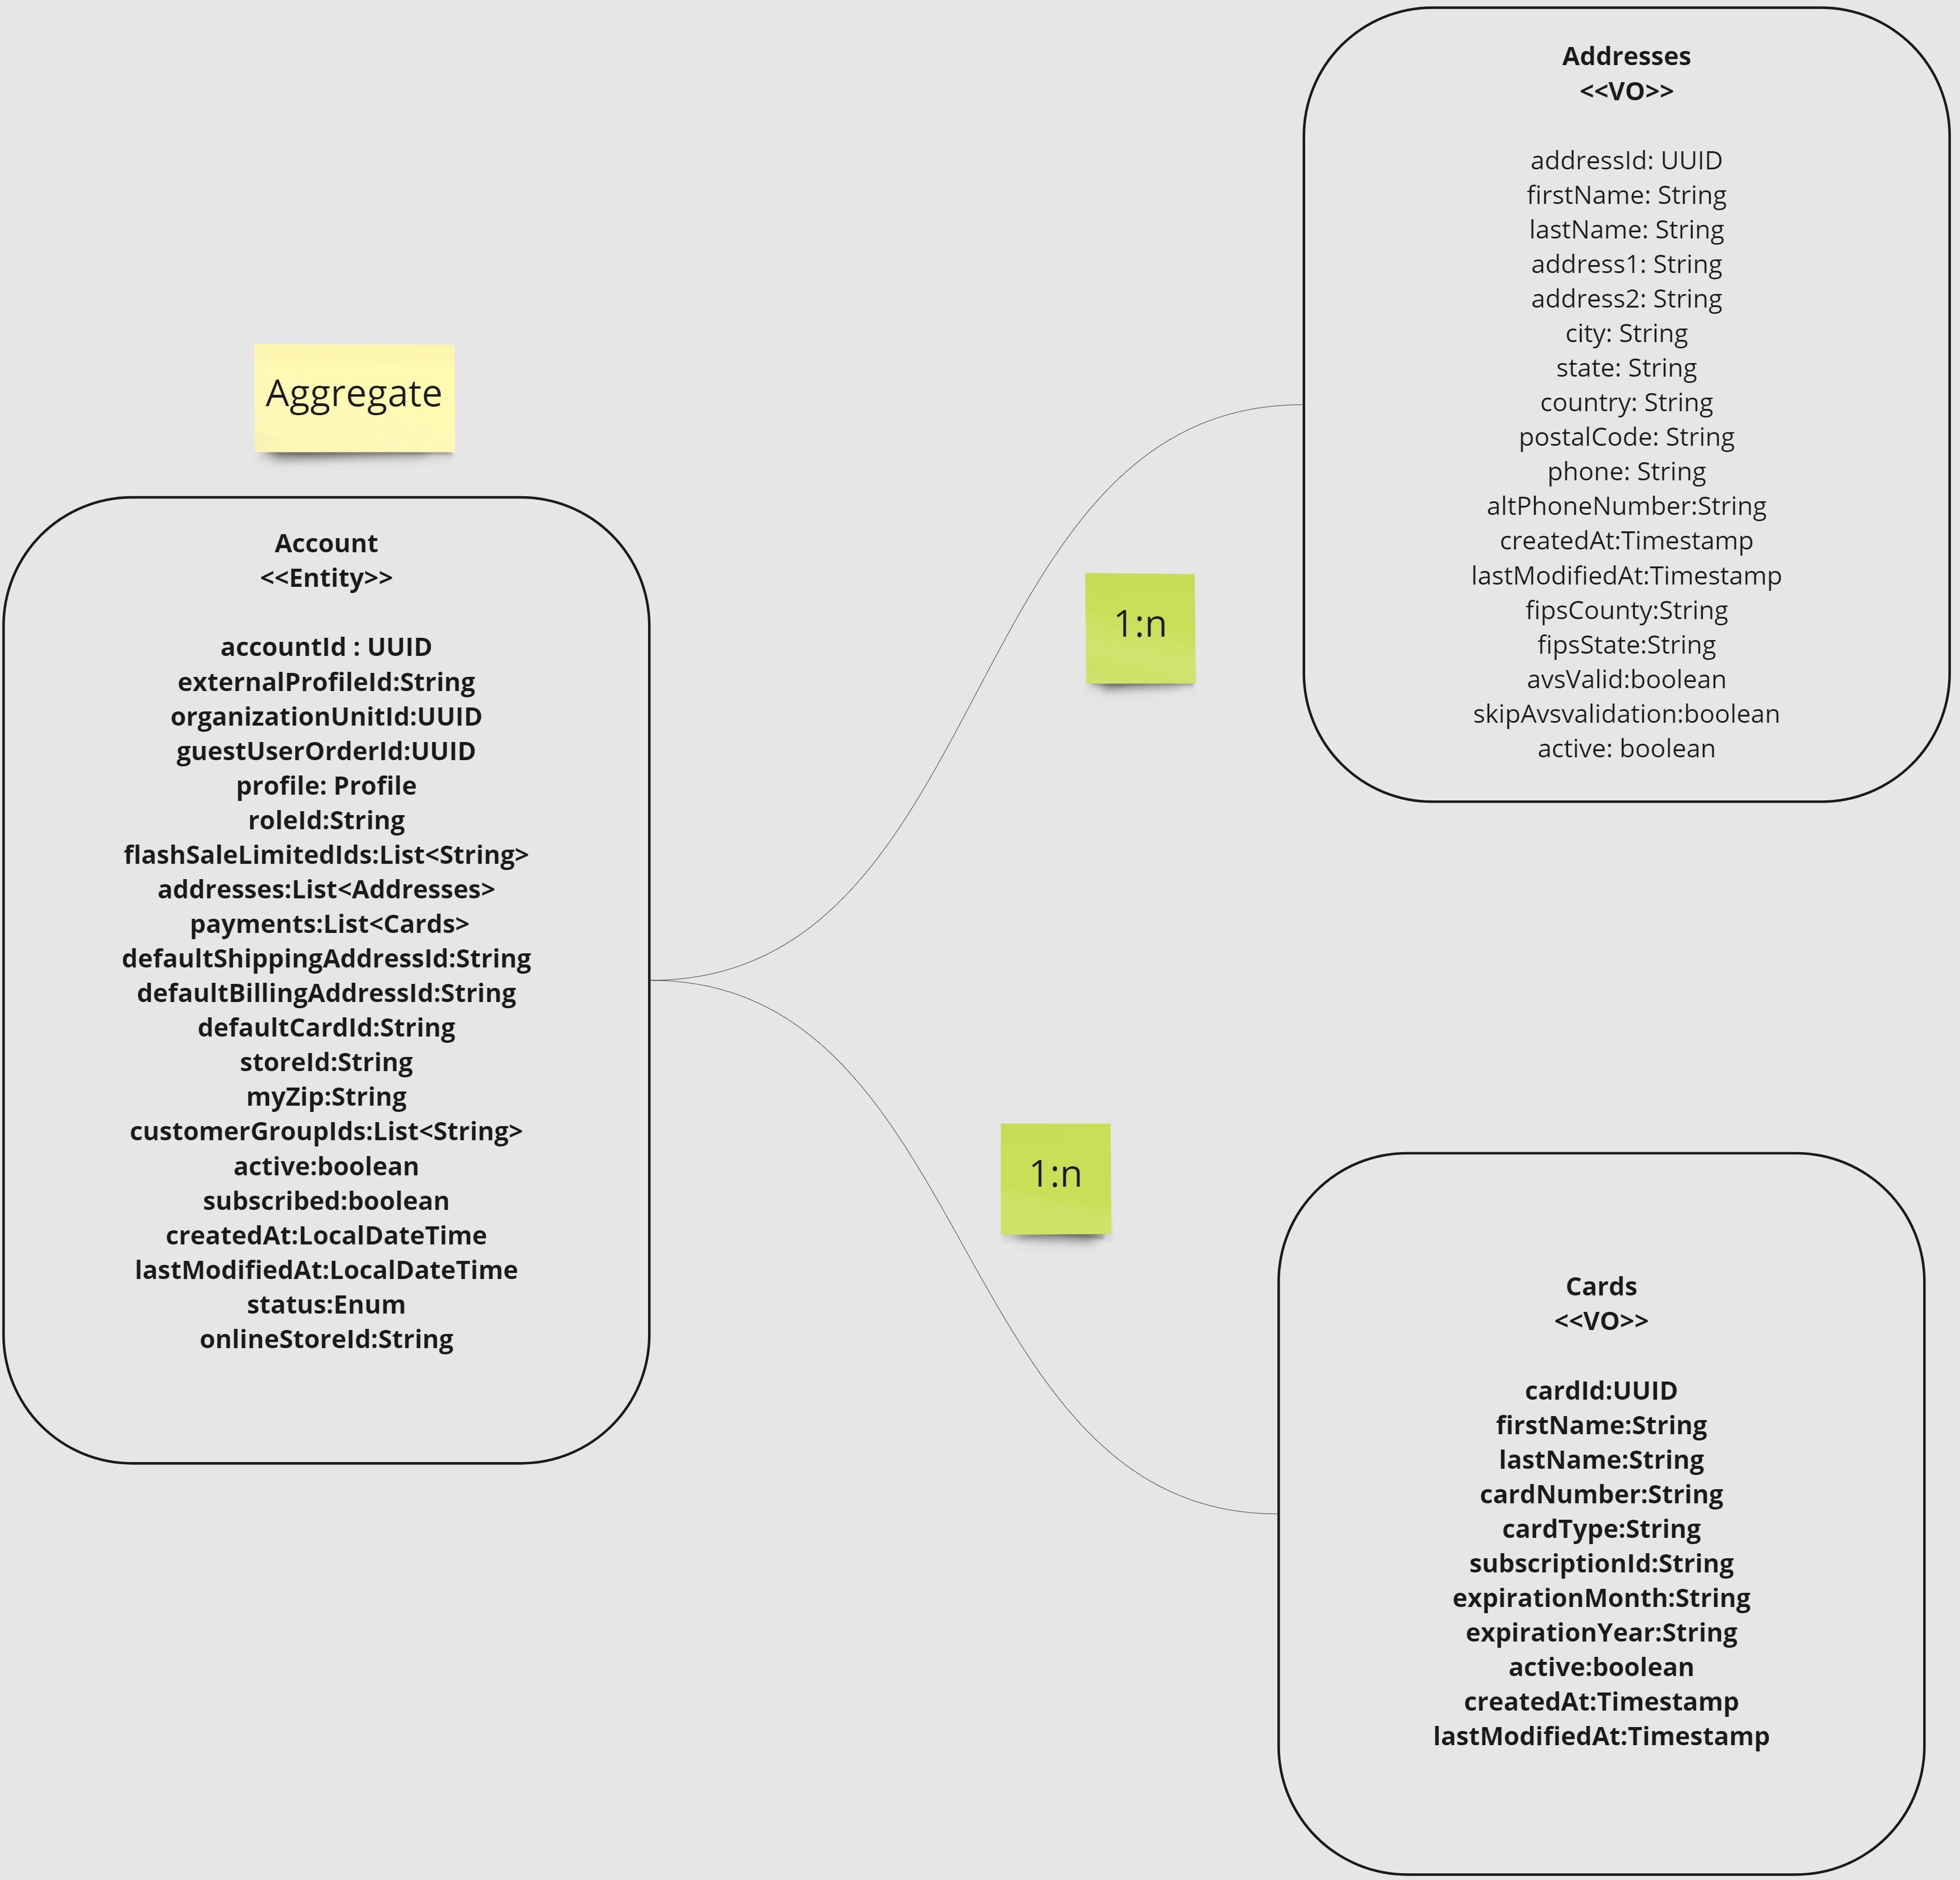 Aggregate
Account
<<Entity>>
accountId : UUID
externalProfileId:String
organizationUnitId:UUID
guestUserOrderId:UUID
profile: Profile
roleId:String
flashSaleLimitedIds:List<String>
addresses:List<Addresses>
payments:List<Cards>
defaultShippingAddressId:String
defaultBillingAddressId:String
defaultCardId:String
storeId:String
myZip:String
customerGroupIds:List<String>
active:boolean
subscribed:boolean
createdAt:LocalDateTime
lastModifiedAt:LocalDateTime
status:Enum
onlineStoreId:String
1:n
Addresses
<<VO>>
addressId: UUID
firstName: String
lastName: String
address1: String
address2: String
city: String
state: String
country: String
postalCode: String
phone: String
altPhoneNumber:String
createdAt:Timestamp
lastModifiedAt:Timestamp
fipsCounty:String
fipsState:String
avsValid:boolean
skipAvsvalidation:boolean
active: boolean
1:n
Cards
<<VO>>
cardId:UUID
firstName:String
lastName:String
cardNumber:String
cardType:String
subscriptionId:String
expirationMonth:String
expirationYear:String
active:boolean
createdAt:Timestamp
lastModifiedAt:Timestamp